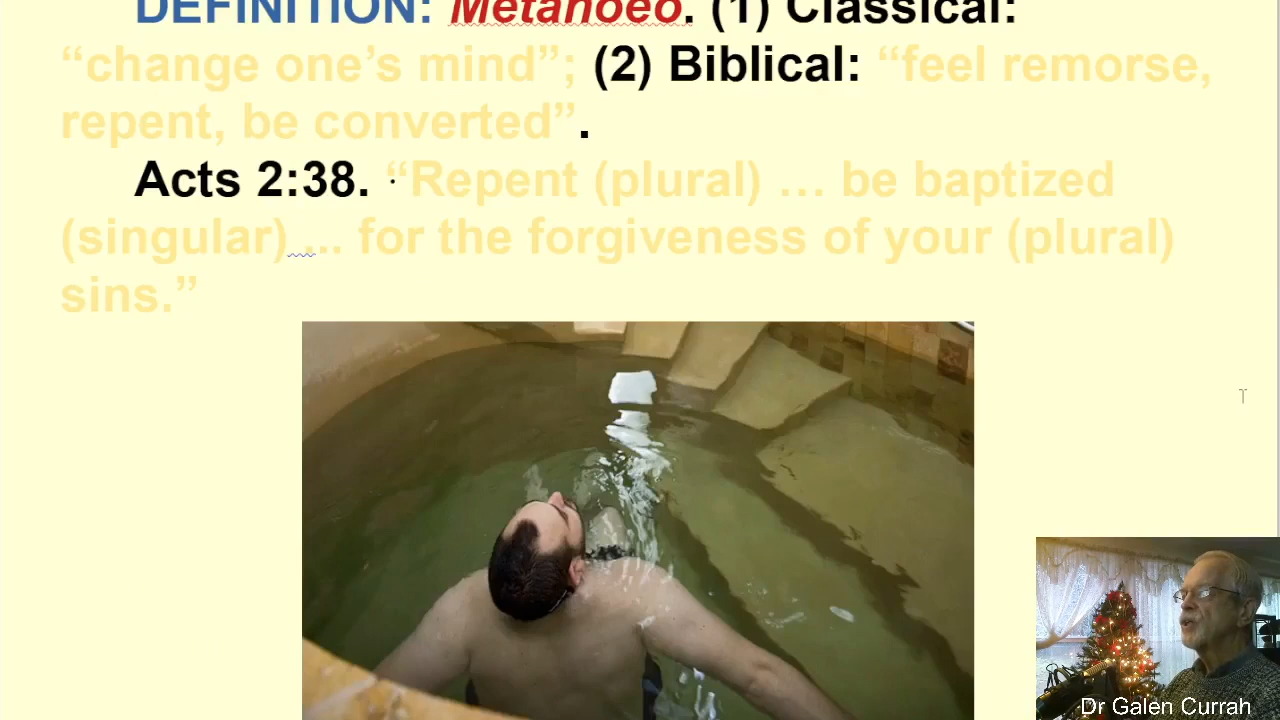 DEFINITION: Metanoeo. (1) Classical:
“change one’s mind”; (2) Biblical: “feel remorse,
repent, be converted”.
Acts 2:38. “Repent (plural) … be baptized
(singular) ... for the forgiveness of your (plural)
sins.”
Dr Galen Currah